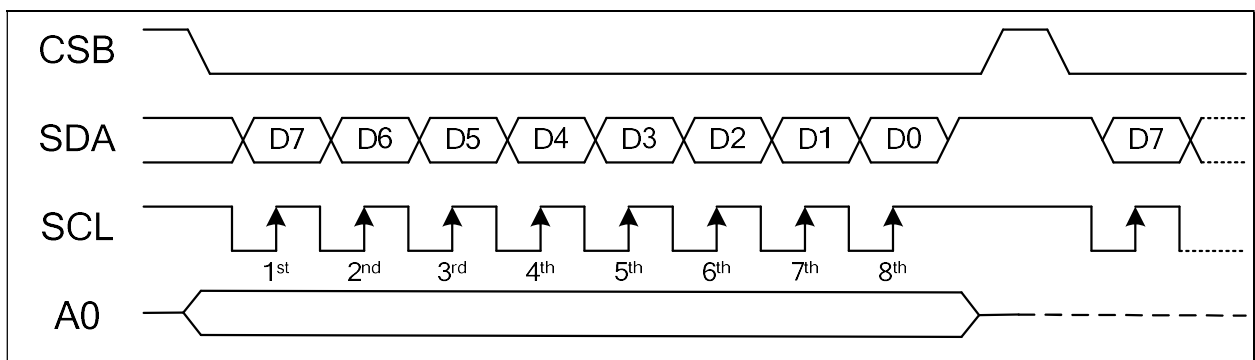 CSB
SDA D7 D6 D5 D4 D3 D2 D1 D0 D7
SCL
1st 2nd 3rd 4th 5th 6th 7th 8th
A0